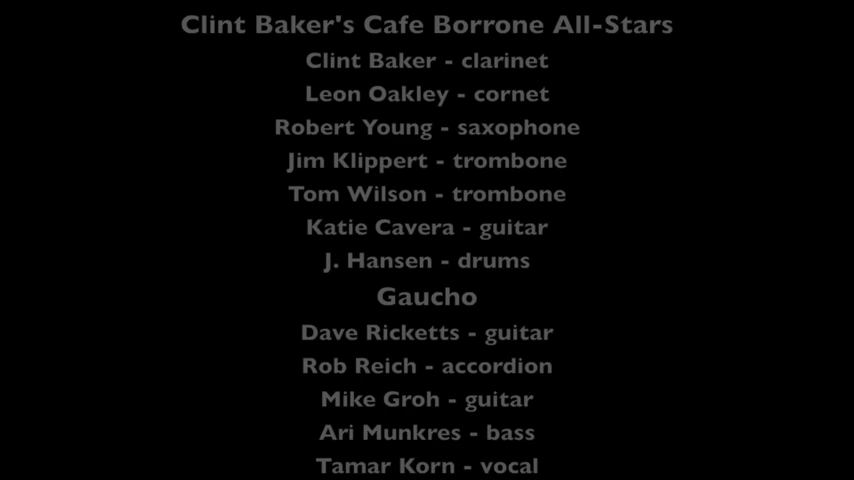 Clint Baker's Cafe Borrone All-Stars
Clint Baker - clarinet
Leon Oakley - cornet
Robert Young - saxophone
Jim Klippert - trombone
Tom Wilson - trombone
Katie Cavera - guitar
J. Hansen - drums
Gaucho
Dave Ricketts - guitar
Rob Reich - accordion
Mike Groh - guitar
Ari Munkres - bass
Tamar Korn - vocal